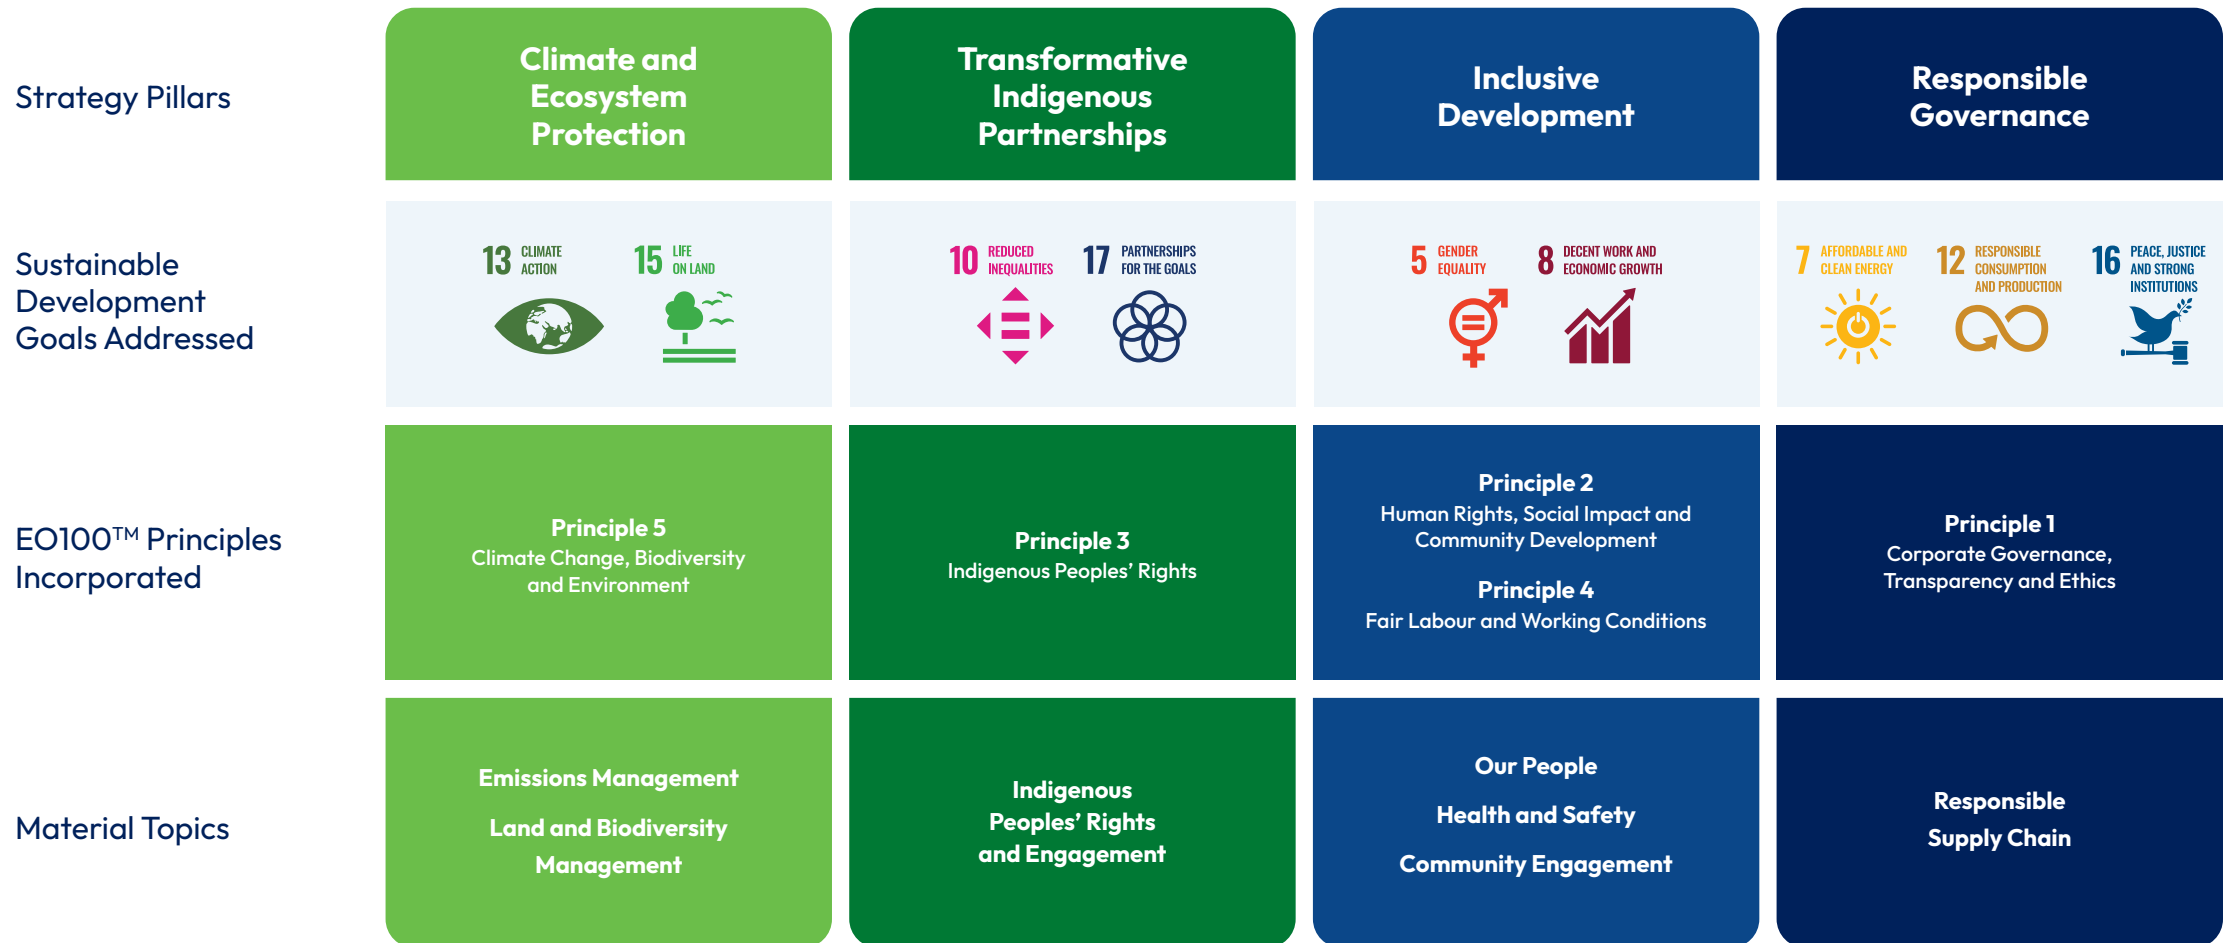 Strategy Pillars
Climate and
Ecosystem
Protection
Transformative
Indigenous
Partnerships
Inclusive
Development
Responsible
Governance
Sustainable
Development
Goals Addressed
13 CLIMATE
ACTION
15 LIFE
ON LAND
10 REDUCED
INEQUALITIES
17 PARTNERSHIPS
FOR THE GOALS
5 GENDER
EQUALITY
8 DECENT WORK AND
ECONOMIC GROWTH
7 AFFORDABLE AND
CLEAN ENERGY
12 RESPONSIBLE
CONSUMPTION
AND PRODUCTION
16 PEACE, JUSTICE
AND STRONG
INSTITUTIONS
EO100™ Principles
Incorporated
Principle 5
Climate Change, Biodiversity
and Environment
Principle 3
Indigenous Peoples’ Rights
Principle 2
Human Rights, Social Impact and
Community Development
Principle 4
Fair Labour and Working Conditions
Principle 1
Corporate Governance,
Transparency and Ethics
Material Topics
Emissions Management
Land and Biodiversity
Management
Indigenous
Peoples’ Rights
and Engagement
Our People
Health and Safety
Community Engagement
Responsible
Supply Chain